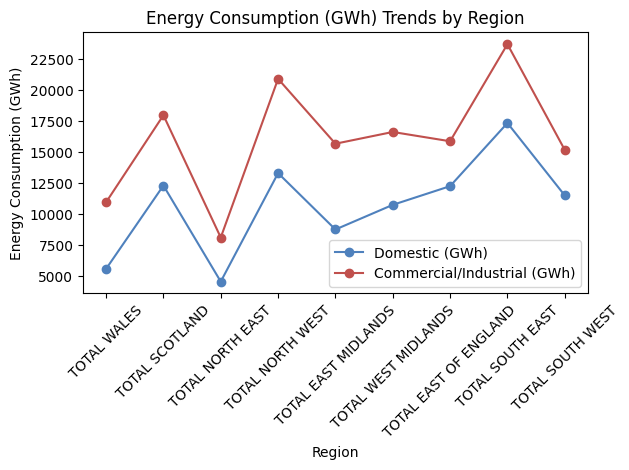 Energy Consumption (GWh) Trends by Region
Energy Consumption (GWh)
22500
20000
17500
15000
12500
10000
7500
5000
Domestic (GWh)
Commercial/Industrial (GWh)
TOTAL WALES
TOTAL SCOTLAND
TOTAL NORTH EAST
TOTAL NORTH WEST
TOTAL EAST MIDLANDS
TOTAL WEST MIDLANDS
TOTAL EAST OF ENGLAND
TOTAL SOUTH EAST
TOTAL SOUTH WEST
Region